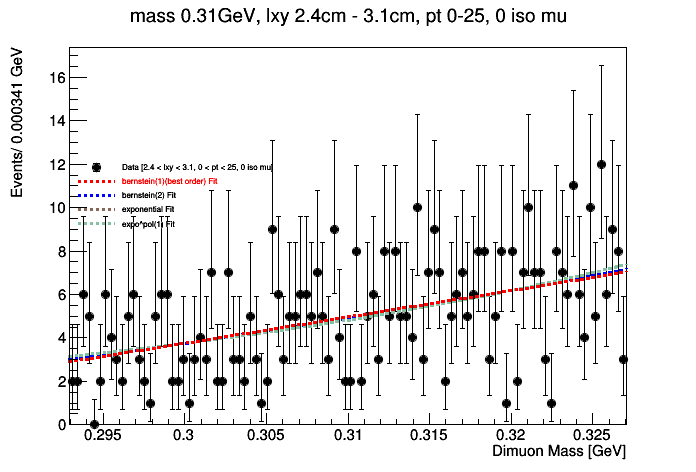 mass 0.31GeV, lxy 2.4cm - 3.1cm, pt 0-25, 0 iso mu
Events/ 0.000341 GeV
16
14
12
10
8
6
4
2
0
Data [2.4 < lxy < 3.1, 0 < pt < 25, 0 iso mu]
bernstein(1)(best order) Fit
bernstein(2) Fit
exponential Fit
expo*pol(1) Fit
0.295
0.3
0.305
0.31
0.315
0.32
0.325
Dimuon Mass [GeV]